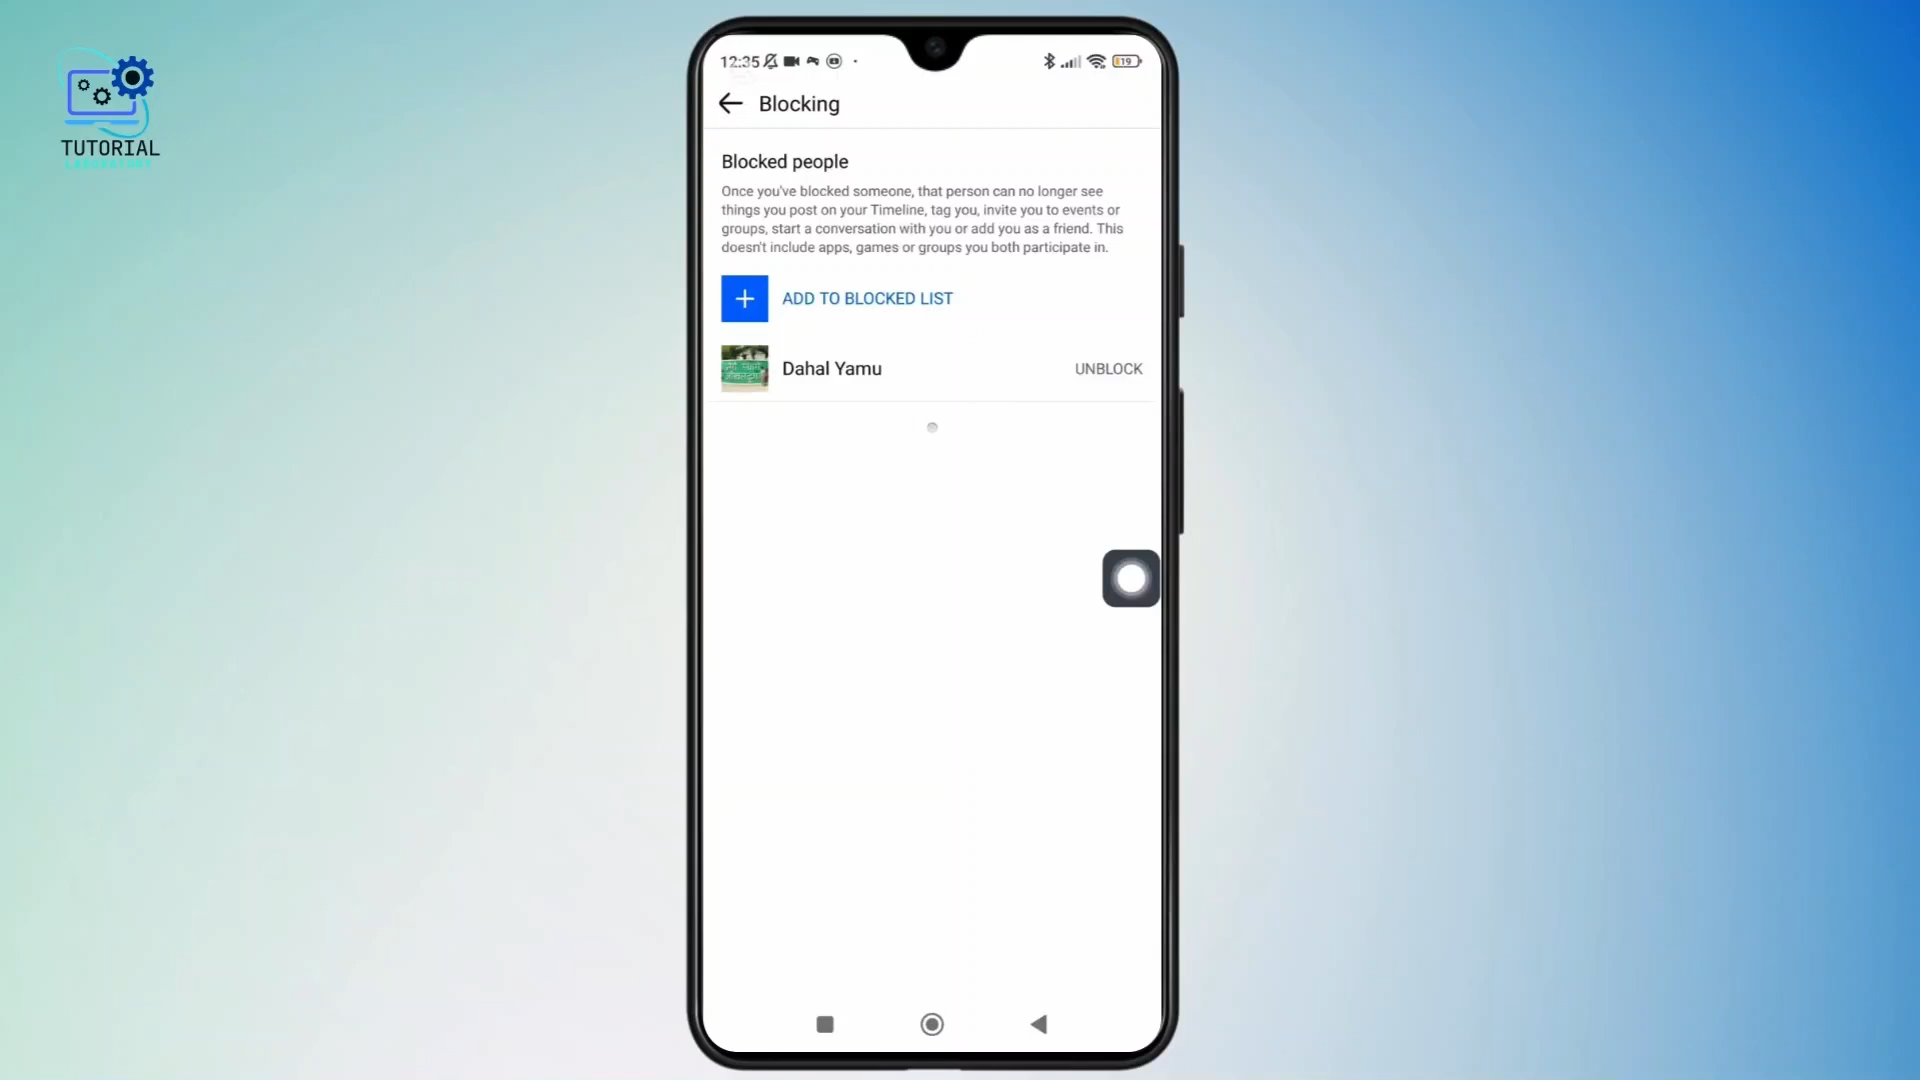 TUTORIAL
LABORATORY
12:35
19
Blocking
Blocked people
Once you've blocked someone, that person can no longer see
things you post on your Timeline, tag you, invite you to events or
groups, start a conversation with you or add you as a friend. This
doesn't include apps, games or groups you both participate in.
ADD TO BLOCKED LIST
Dahal Yamu
UNBLOCK